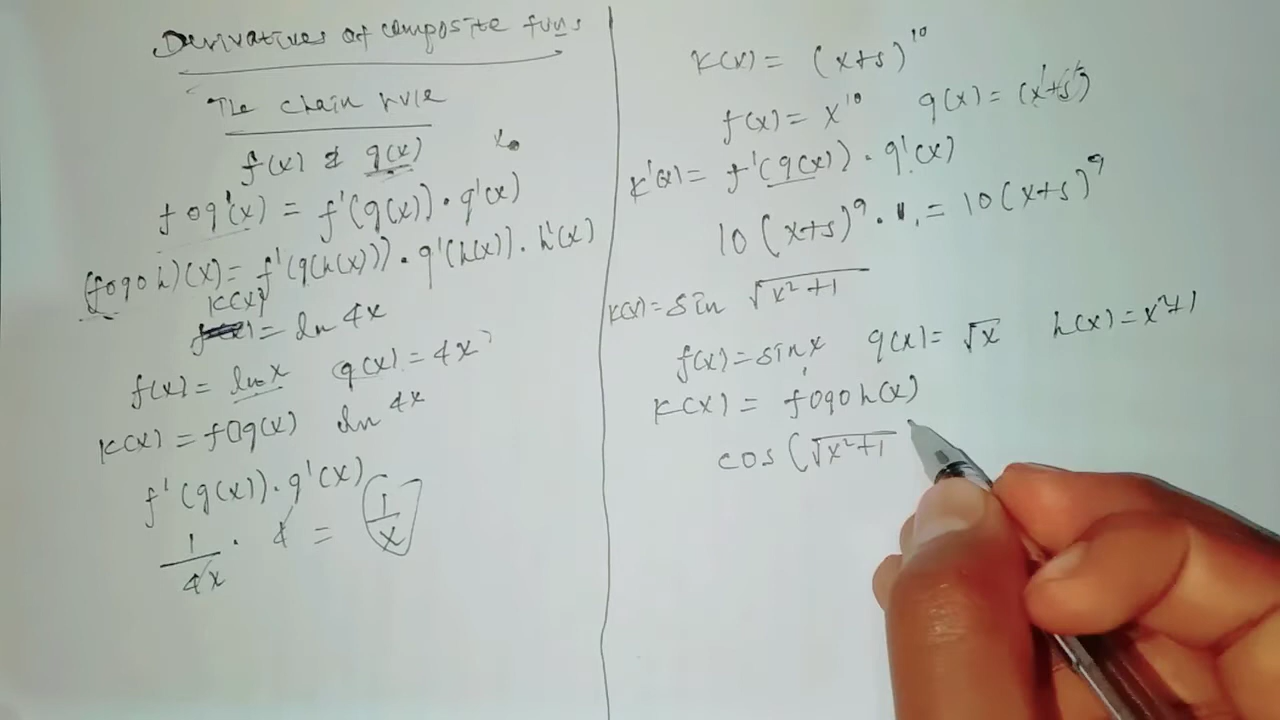 Derivatives of composite funs
The chain rule
f(x) & g(x)
fog'(x) = f'(g(x)) · g'(x)
(fogoh)(x) = f'(g(h(x))) · g'(h(x)) · h'(x)
k(x) = ln 4x
f(x) = ln x g(x) = 4x
k(x) = fog(x) ln 4x
f'(g(x)) · g'(x)
1/4x · 4 = 1/x
k(x) = (x+5)^10
f(x) = x^10 g(x) = (x+5)
k'(x) = f'(g(x)) · g'(x)
10(x+5)^9 · 1 = 10(x+5)^9
k(x) = sin √x²+1
f(x) = sin x g(x) = √x h(x) = x²+1
k(x) = fogoh(x)
cos (√x²+1